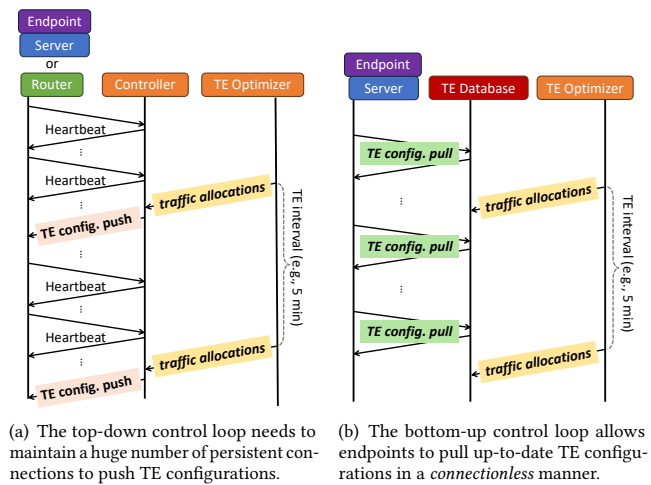 Endpoint
Server
or
Router
Controller
TE Optimizer
Heartbeat
...
Heartbeat
...
traffic allocations
TE config. push
...
Heartbeat
...
Heartbeat
...
traffic allocations
TE config. push
TE interval (e.g., 5 min)
(a) The top-down control loop needs to
maintain a huge number of persistent con-
nections to push TE configurations.
Endpoint
Server
TE Database
TE Optimizer
TE config. pull
...
traffic allocations
TE config. pull
...
TE config. pull
traffic allocations
TE interval (e.g., 5 min)
(b) The bottom-up control loop allows
endpoints to pull up-to-date TE configu-
rations in a connectionless manner.